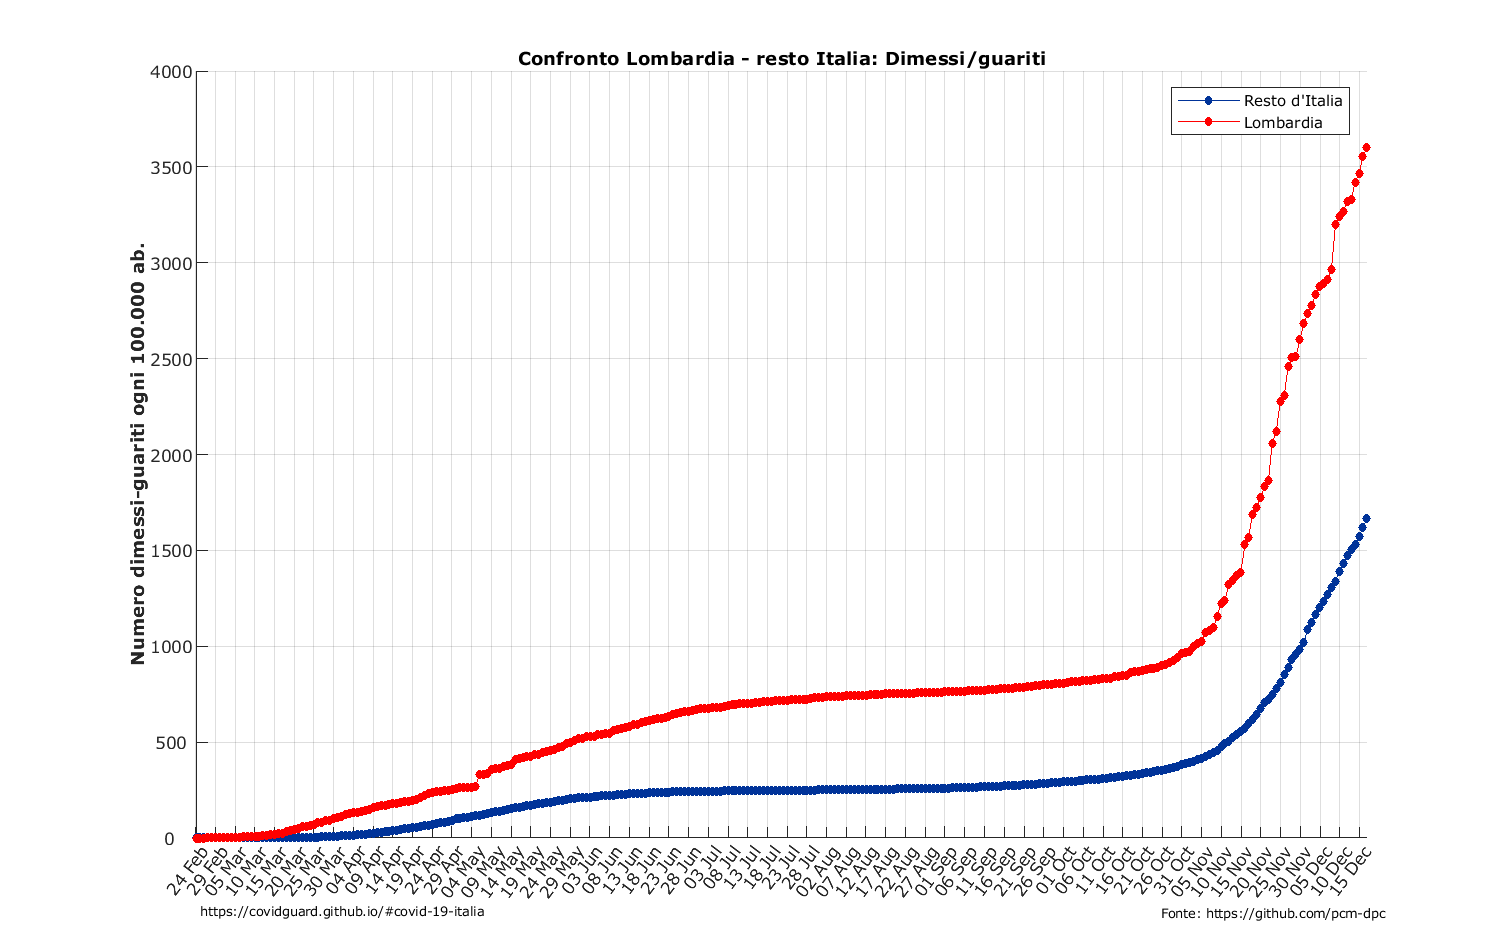 Confronto Lombardia - resto Italia: Dimessi/guariti
Resto d'Italia
Lombardia
Numero dimessi-guariti ogni 100.000 ab.
4000
3500
3000
2500
2000
1500
1000
500
0
24 Feb
29 Feb
05 Mar
10 Mar
15 Mar
20 Mar
25 Mar
30 Mar
04 Apr
09 Apr
14 Apr
19 Apr
24 Apr
29 Apr
04 May
09 May
14 May
19 May
24 May
29 May
03 Jun
08 Jun
13 Jun
18 Jun
23 Jun
28 Jun
03 Jul
08 Jul
13 Jul
18 Jul
23 Jul
28 Jul
02 Aug
07 Aug
12 Aug
17 Aug
22 Aug
27 Aug
01 Sep
06 Sep
11 Sep
16 Sep
21 Sep
26 Sep
01 Oct
06 Oct
11 Oct
16 Oct
21 Oct
26 Oct
31 Oct
05 Nov
10 Nov
15 Nov
20 Nov
25 Nov
30 Nov
05 Dec
10 Dec
15 Dec
https://covidguard.github.io/#covid-19-italia
Fonte: https://github.com/pcm-dpc